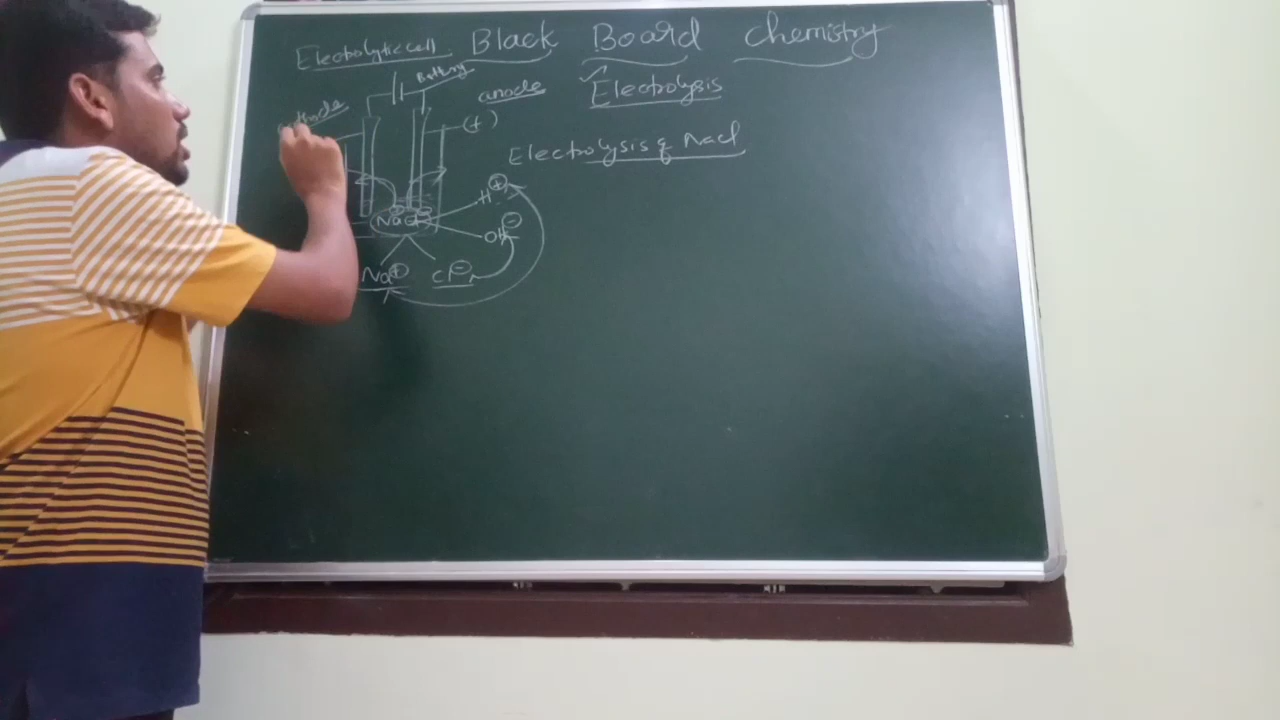 Electrolytic cell. Black Board chemistry
Battery
anode Electrolysis
(+)
Electrolysis of Nacl
H⊕
NaCl
OH⊖
Na⊕ Cl⊖